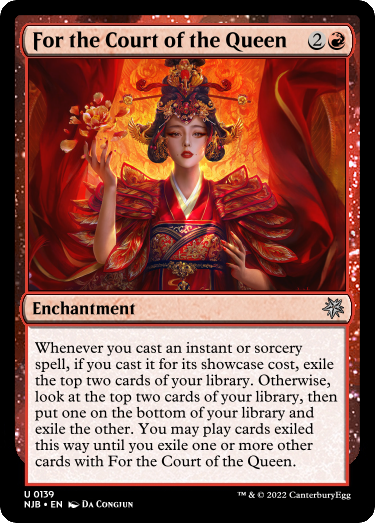 For the Court of the Queen 2
Enchantment
Whenever you cast an instant or sorcery
spell, if you cast it for its showcase cost, exile
the top two cards of your library. Otherwise,
look at the top two cards of your library, then
put one on the bottom of your library and
exile the other. You may play cards exiled
this way until you exile one or more other
cards with For the Court of the Queen.
U 0139
NJB • EN Da Congjun
™ & © 2022 CanterburyEgg